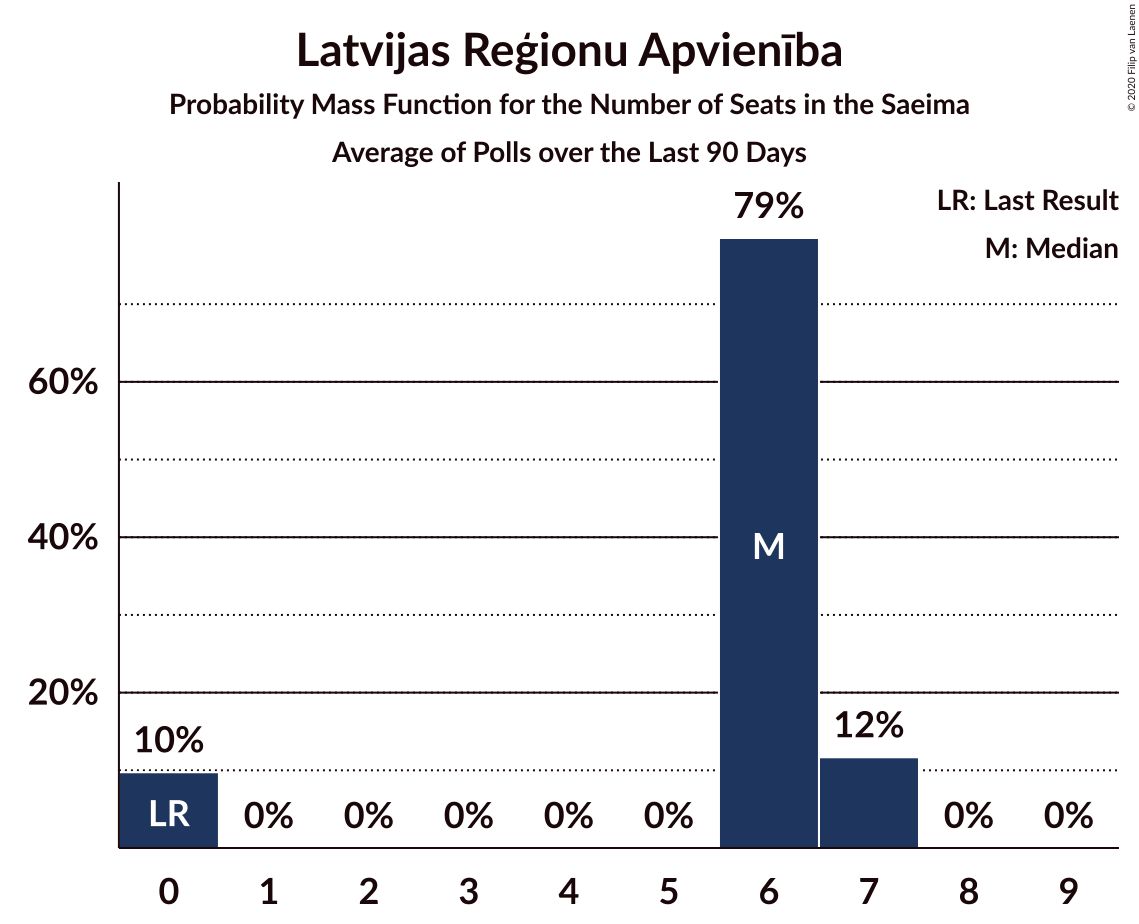 Latvijas Reģionu Apvienība
Probability Mass Function for the Number of Seats in the Saeima
Average of Polls over the Last 90 Days
© 2020 Filip van Laenen
LR: Last Result
M: Median
79%
60%
40%
M
20%
12%
10%
LR
0% 0% 0% 0% 0% 0% 0%
0 1 2 3 4 5 6 7 8 9